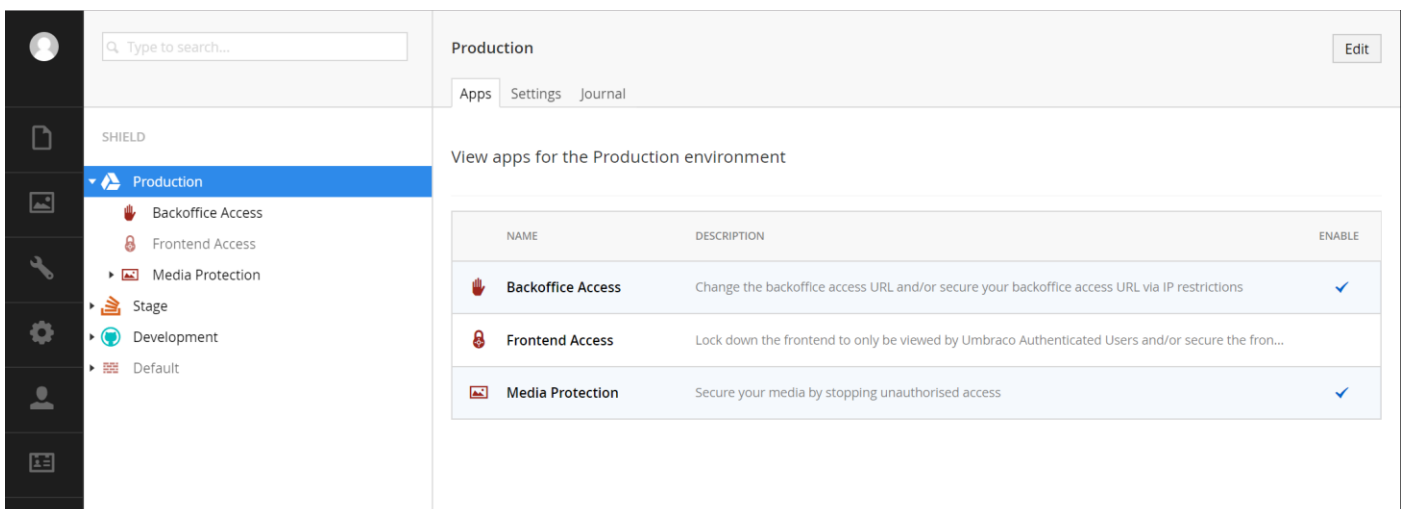 Type to search...
SHIELD
Production
Backoffice Access
Frontend Access
Media Protection
Stage
Development
Default
Production
Edit
Apps Settings Journal
View apps for the Production environment
NAME DESCRIPTION ENABLE
Backoffice Access Change the backoffice access URL and/or secure your backoffice access URL via IP restrictions
Frontend Access Lock down the frontend to only be viewed by Umbraco Authenticated Users and/or secure the fron...
Media Protection Secure your media by stopping unauthorised access